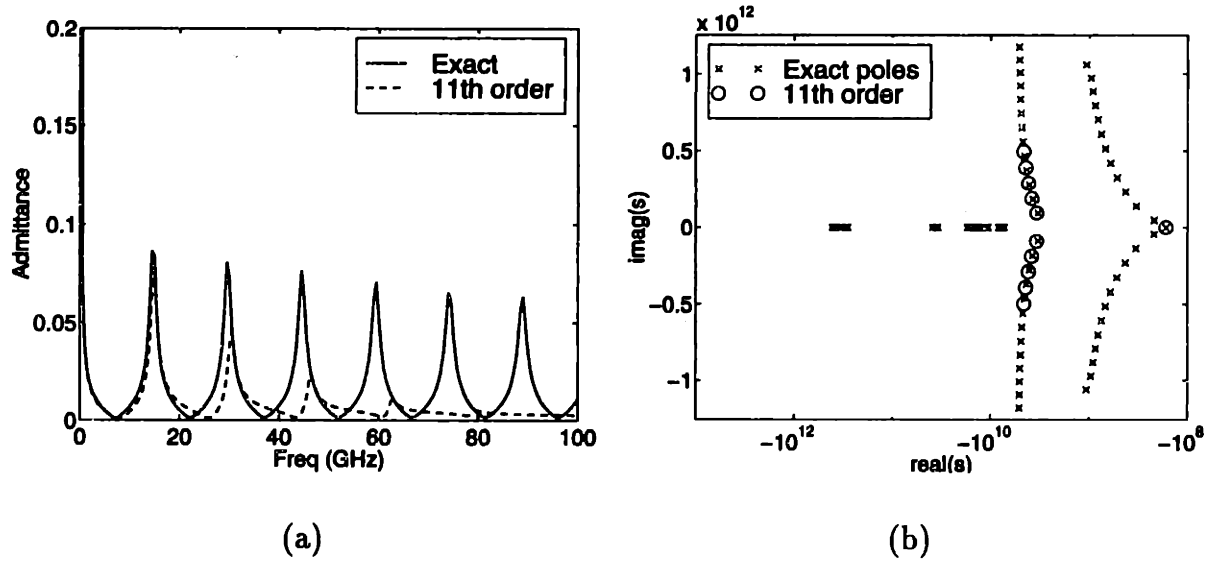 0.2
0.15
0.1
0.05
0
Admittance
Exact
11th order
0 20 40 60 80 100
Freq (GHz)
(a)
x 10^12
1
0.5
0
−0.5
−1
imag(s)
Exact poles
11th order
−10^12 −10^10 −10^8
real(s)
(b)